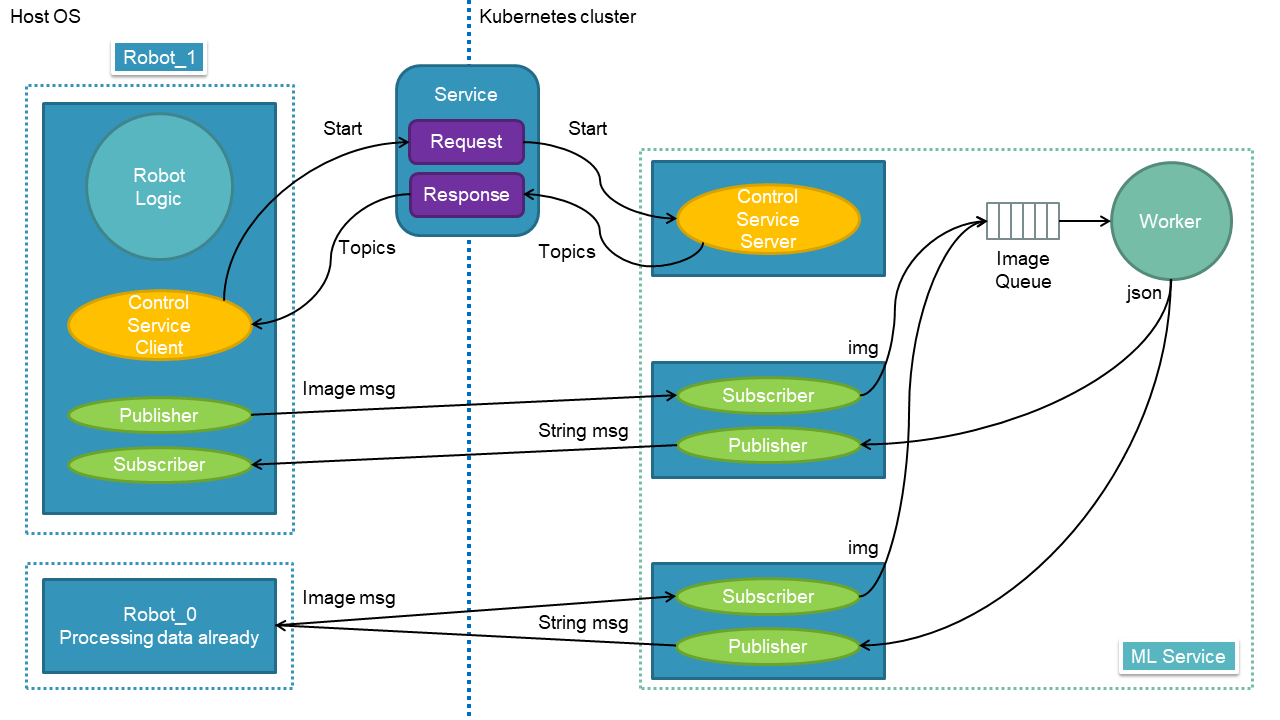 Host OS
Kubernetes cluster
Robot_1
Service
Request
Response
Start
Start
Topics
Topics
Robot
Logic
Control
Service
Client
Publisher
Subscriber
Control
Service
Server
Image
Queue
Worker
json
img
Image msg
Subscriber
String msg
Publisher
img
Robot_0
Processing data already
Image msg
Subscriber
String msg
Publisher
ML Service